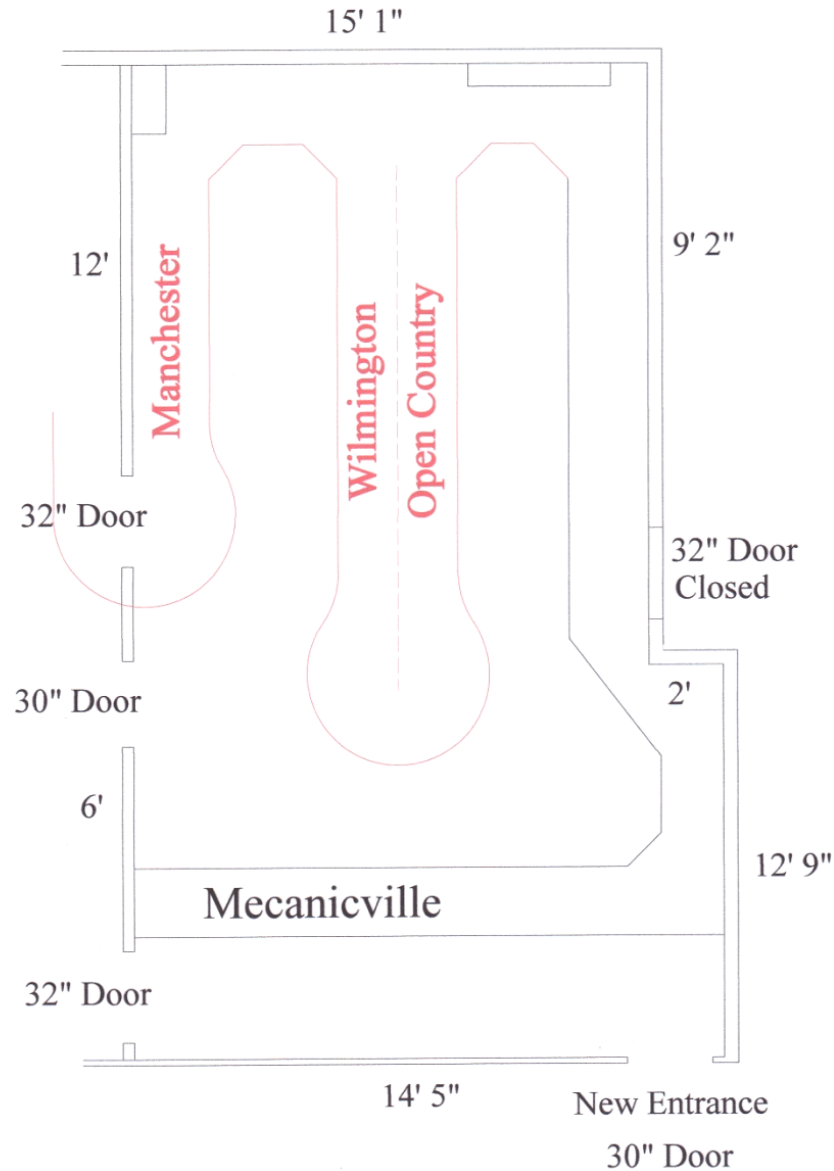 15' 1"
12'
9' 2"
Manchester
Wilmington
Open Country
32" Door
32" Door
Closed
30" Door
2'
6'
12' 9"
Mecanicville
32" Door
14' 5"
New Entrance
30" Door